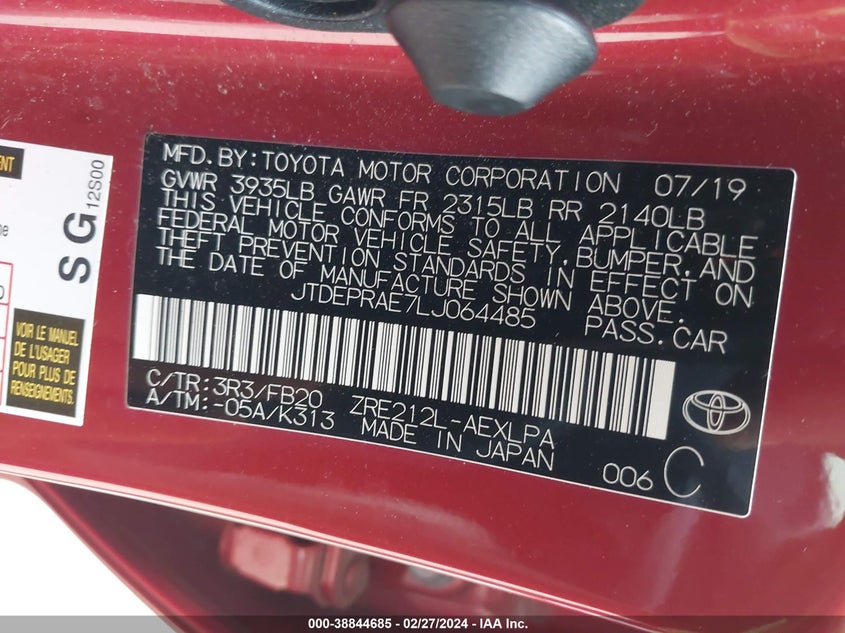 MFD.BY:TOYOTA MOTOR CORPORATION 07/19
GVWR 3935LB GAWR FR 2315LB RR 2140LB
THIS VEHICLE CONFORMS TO ALL APPLICABLE
FEDERAL MOTOR VEHICLE SAFETY,BUMPER,AND
THEFT PREVENTION STANDARDS IN EFFECT ON
THE DATE OF MANUFACTURE SHOWN ABOVE.
JTDEPRAE7LJ064485 PASS.CAR
C/TR:3R3/FB20 ZRE212L-AEXLPA
A/TM:-05A/K313 MADE IN JAPAN
006 C
SG
12S00
VOIR LE MANUEL
DE L'USAGER
POUR PLUS DE
RENSEIGNEMENTS
000-38844685 - 02/27/2024 - IAA Inc.